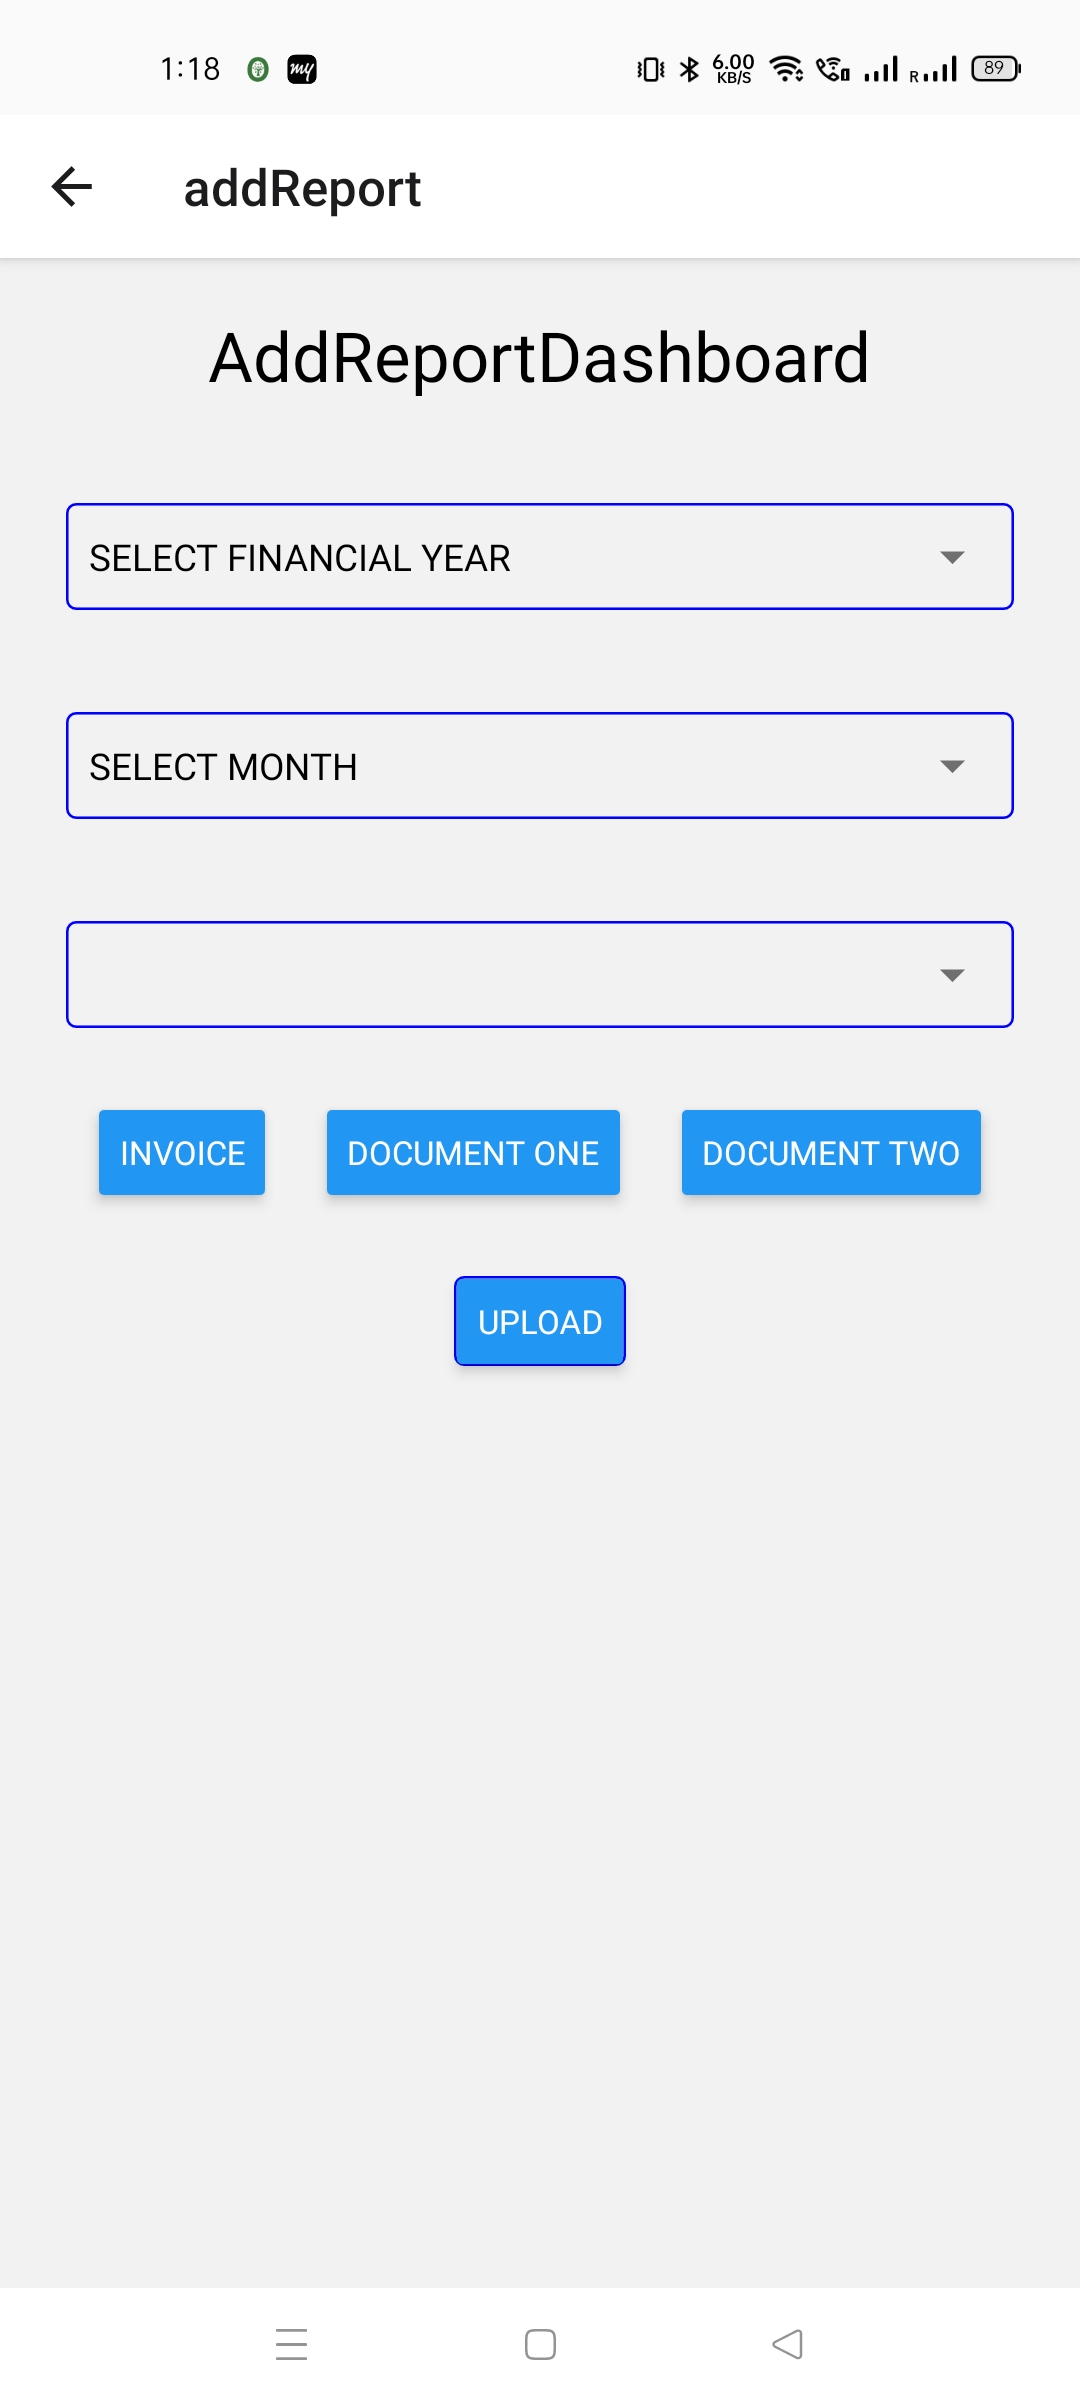 1:18 my 6.00 KB/S R 89
addReport
AddReportDashboard
SELECT FINANCIAL YEAR
SELECT MONTH
INVOICE DOCUMENT ONE DOCUMENT TWO
UPLOAD